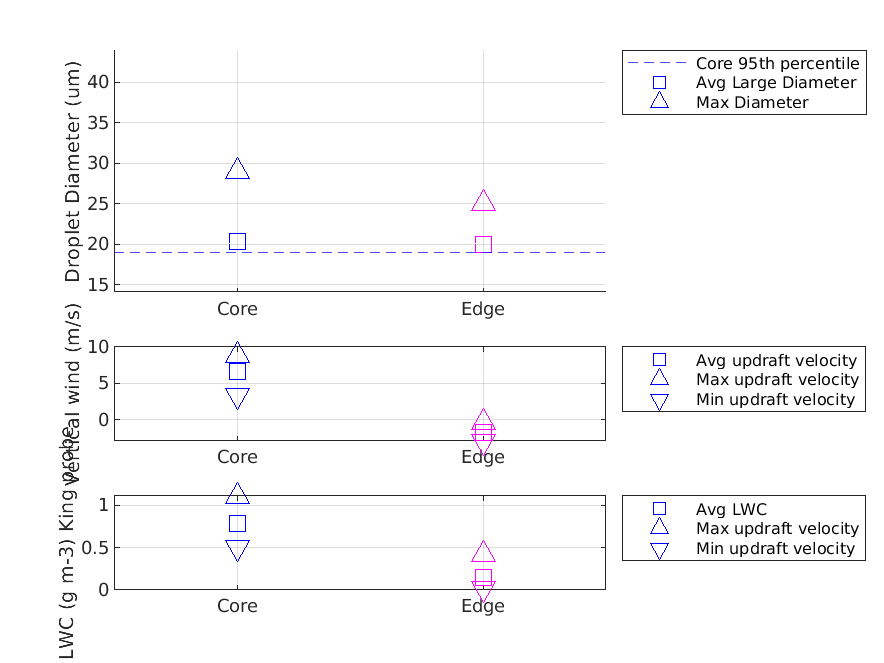 Droplet Diameter (um)
40
35
30
25
20
15
Core
Edge
Core 95th percentile
Avg Large Diameter
Max Diameter
Vertical wind (m/s)
10
5
0
Core
Edge
Avg updraft velocity
Max updraft velocity
Min updraft velocity
LWC (g m-3) King probe
1
0.5
0
Core
Edge
Avg LWC
Max updraft velocity
Min updraft velocity